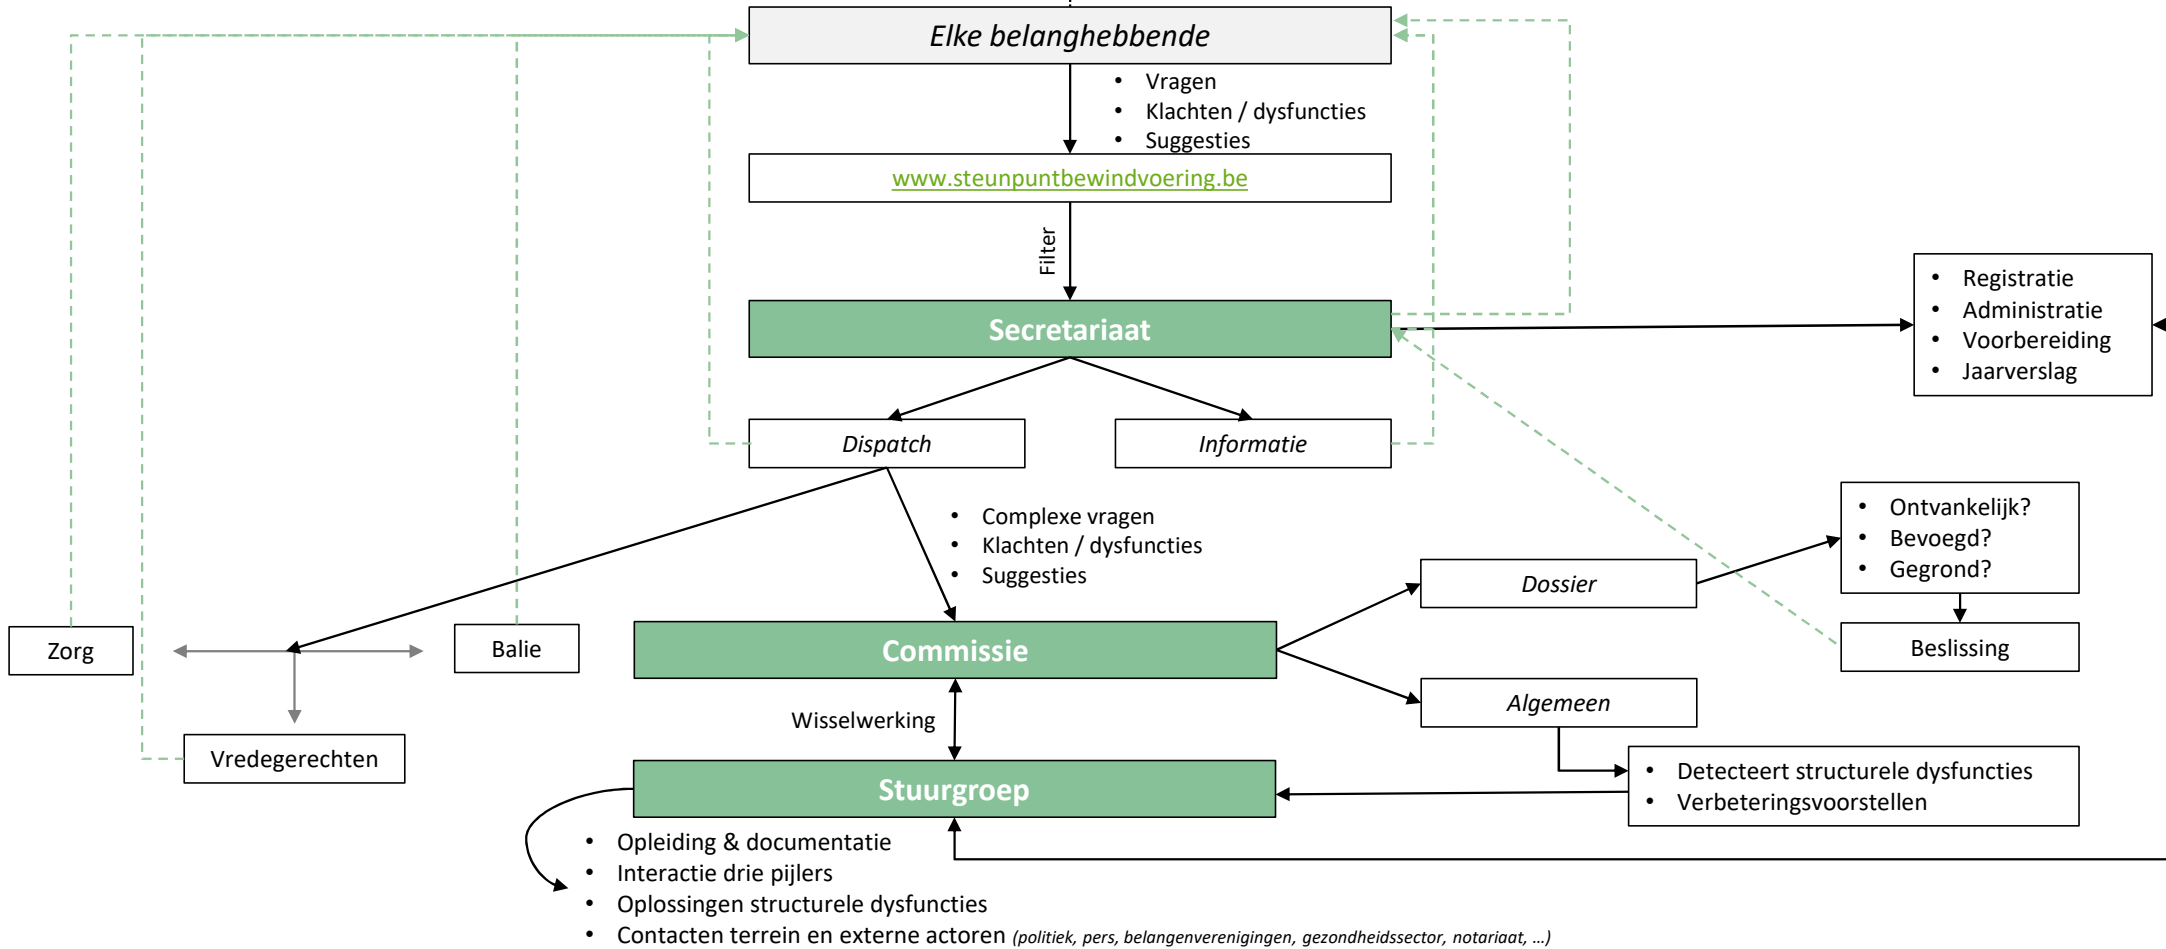 Elke belanghebbende
• Vragen
• Klachten / dysfuncties
• Suggesties
www.steunpuntbewindvoering.be
Filter
Secretariaat
• Registratie
• Administratie
• Voorbereiding
• Jaarverslag
Dispatch
Informatie
• Complexe vragen
• Klachten / dysfuncties
• Suggesties
• Ontvankelijk?
• Bevoegd?
• Gegrond?
Dossier
Zorg
Balie
Commissie
Beslissing
Algemeen
Wisselwerking
Vredegerechten
• Detecteert structurele dysfuncties
• Verbeteringsvoorstellen
Stuurgroep
• Opleiding & documentatie
• Interactie drie pijlers
• Oplossingen structurele dysfuncties
• Contacten terrein en externe actoren (politiek, pers, belangenverenigingen, gezondheidssector, notariaat, ...)